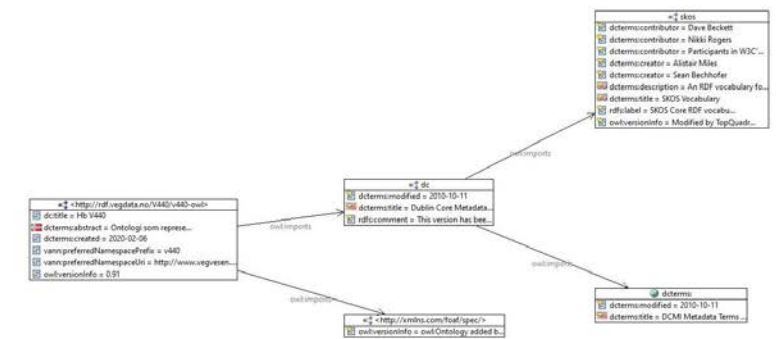 skos
dcterms:contributor = Dave Beckett
dcterms:contributor = Nikki Rogers
dcterms:contributor = Participants in W3C'...
dcterms:creator = Alistair Miles
dcterms:creator = Sean Bechhofer
dcterms:description = An RDF vocabulary fo...
dcterms:title = SKOS Vocabulary
rdfs:label = SKOS Core RDF vocabu...
owl:versionInfo = Modified by TopQuadr...
owl:imports
dc
dcterms:modified = 2010-10-11
dcterms:title = Dublin Core Metadata...
rdfs:comment = This version has bee...
<http://rdf.vegdata.no/V440/v440-owl>
dc:title = Hb V440
dcterms:abstract = Ontologi som represe...
dcterms:created = 2020-02-06
vann:preferredNamespacePrefix = v440
vann:preferredNamespaceUri = http://www.vegvesen...
owl:versionInfo = 0.91
owl:imports
owl:imports
owl:imports
dcterms:
dcterms:modified = 2010-10-11
dcterms:title = DCMI Metadata Terms ...
<http://xmlns.com/foaf/spec/>
owl:versionInfo = owl:Ontology added b...